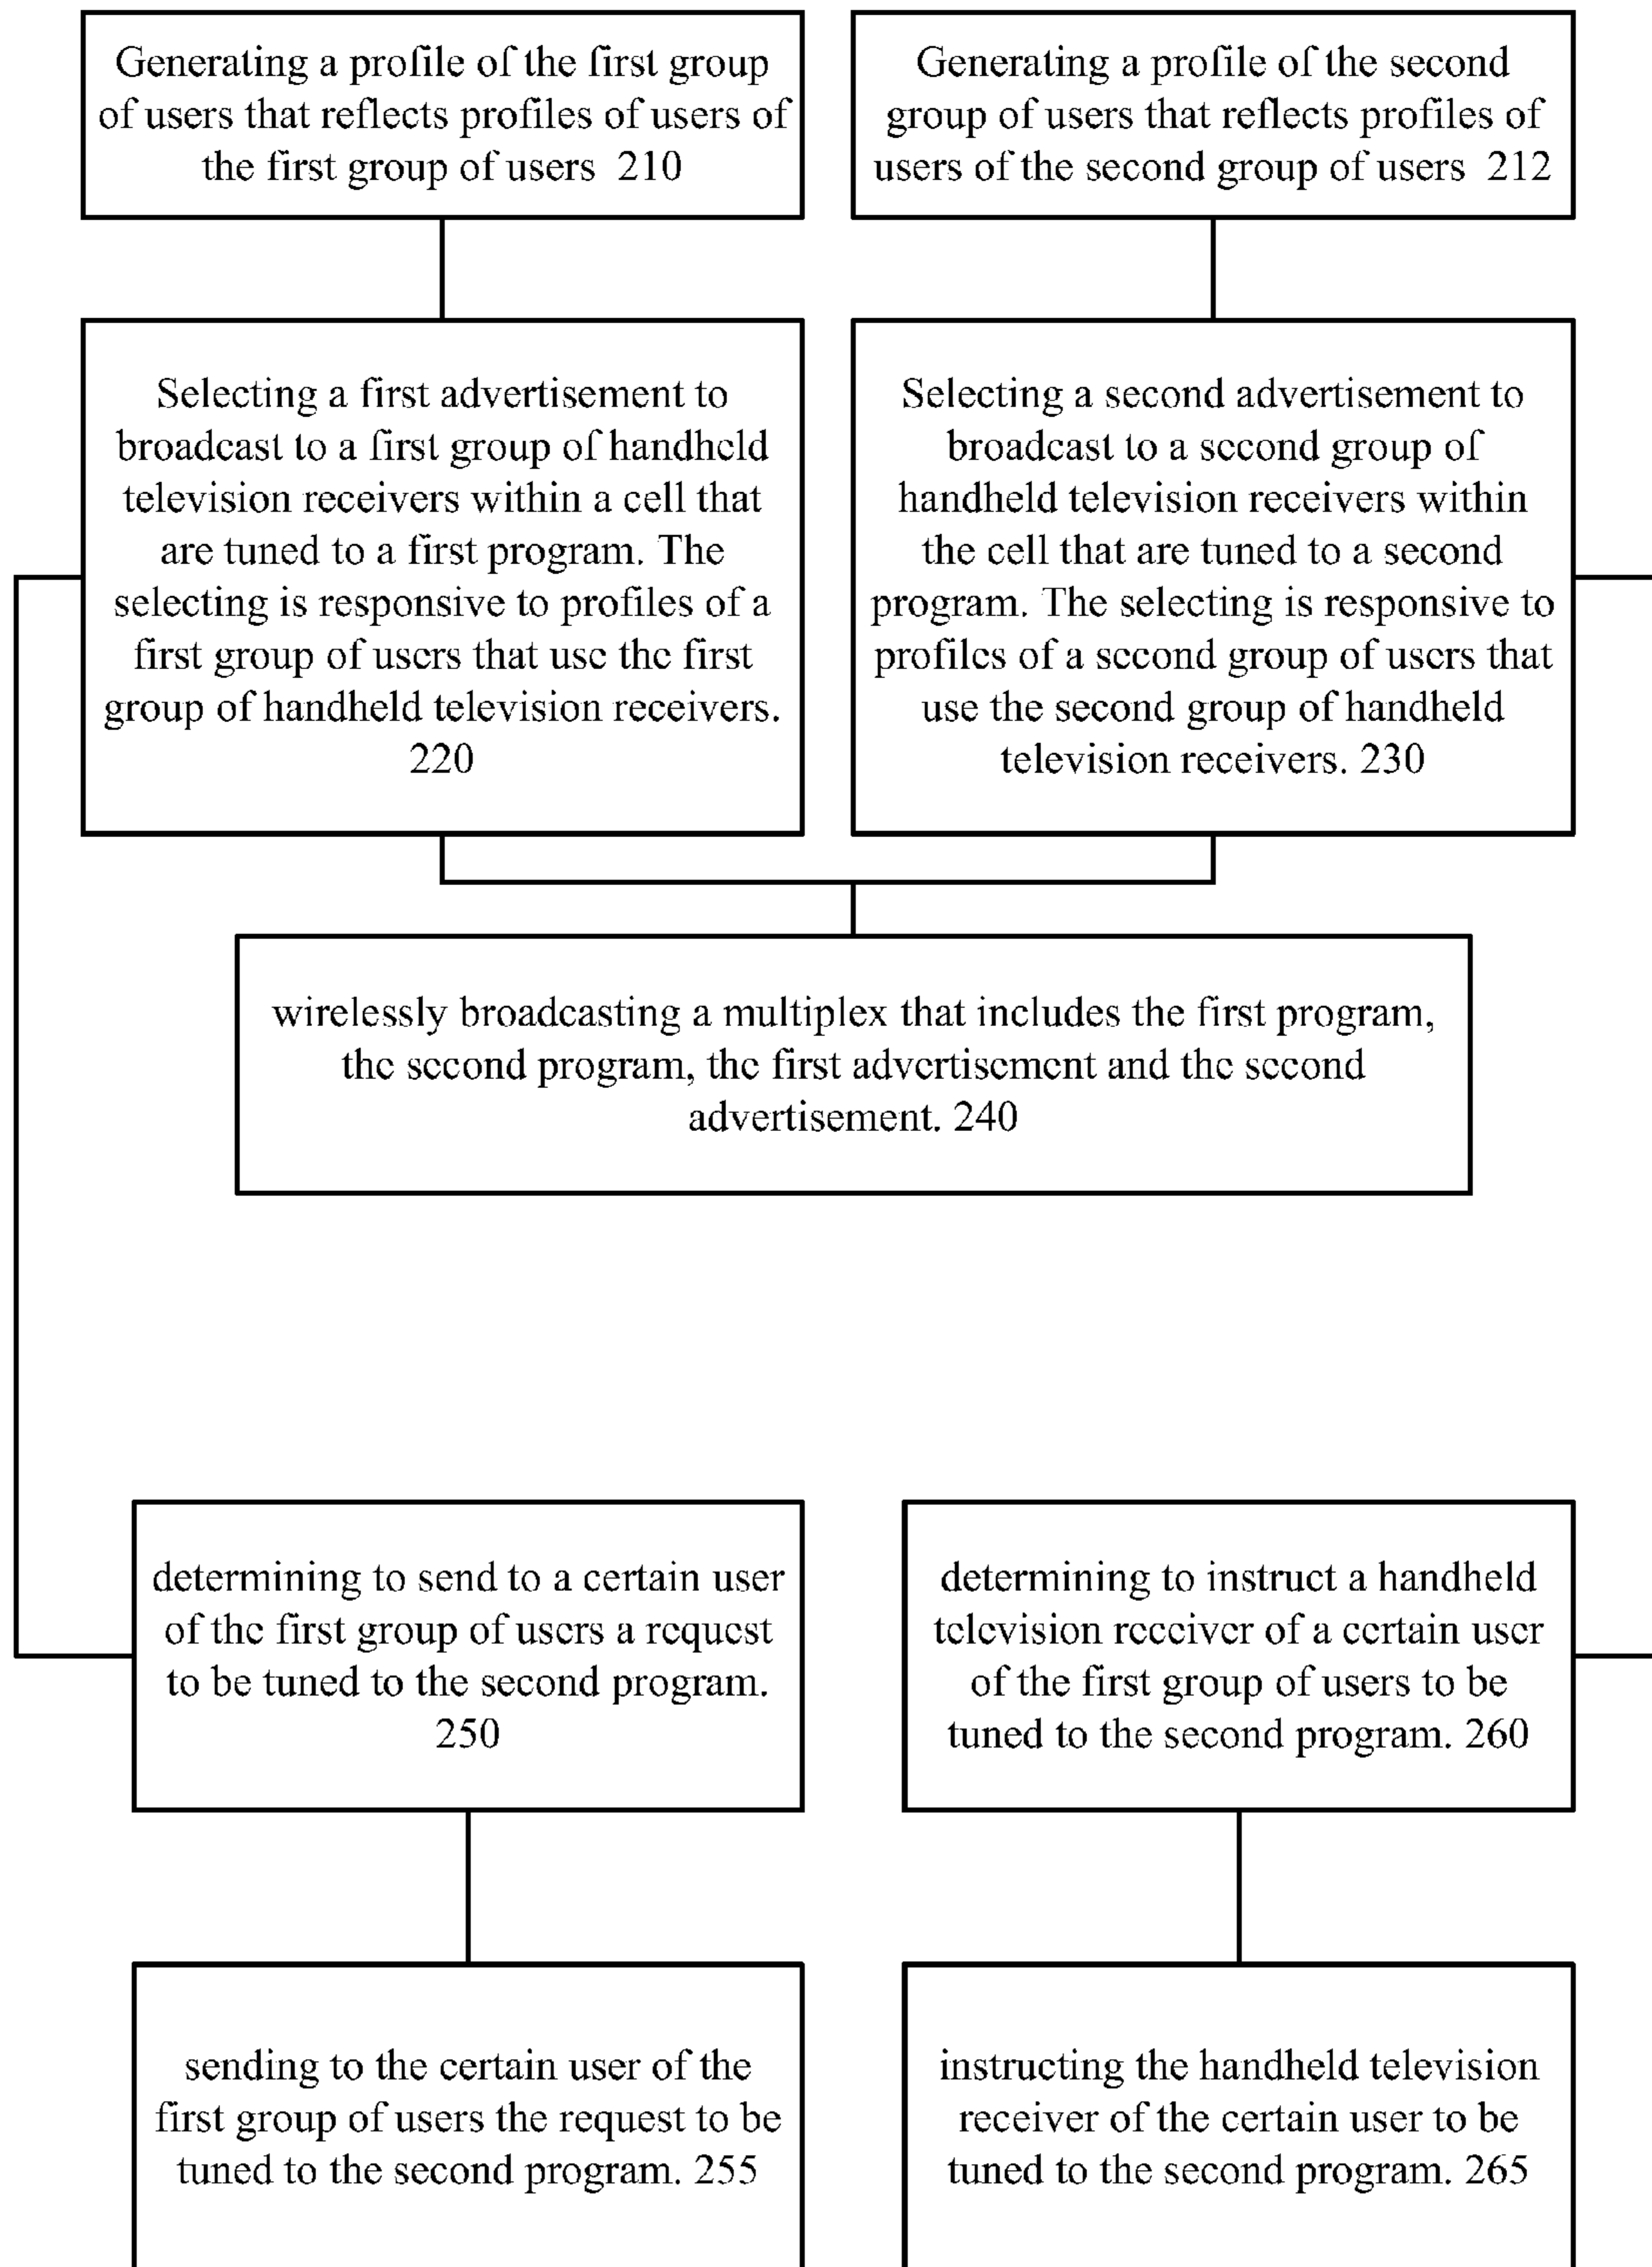 Generating a profile of the first group
of users that reflects profiles of users of
the first group of users 210
Generating a profile of the second
group of users that reflects profiles of
users of the second group of users 212
Selecting a first advertisement to
broadcast to a first group of handheld
television receivers within a cell that
are tuned to a first program. The
selecting is responsive to profiles of a
first group of users that use the first
group of handheld television receivers.
220
Selecting a second advertisement to
broadcast to a second group of
handheld television receivers within
the cell that are tuned to a second
program. The selecting is responsive to
profiles of a second group of users that
use the second group of handheld
television receivers. 230
wirelessly broadcasting a multiplex that includes the first program,
the second program, the first advertisement and the second
advertisement. 240
determining to send to a certain user
of the first group of users a request
to be tuned to the second program.
250
determining to instruct a handheld
television receiver of a certain user
of the first group of users to be
tuned to the second program. 260
sending to the certain user of the
first group of users the request to be
tuned to the second program. 255
instructing the handheld television
receiver of the certain user to be
tuned to the second program. 265